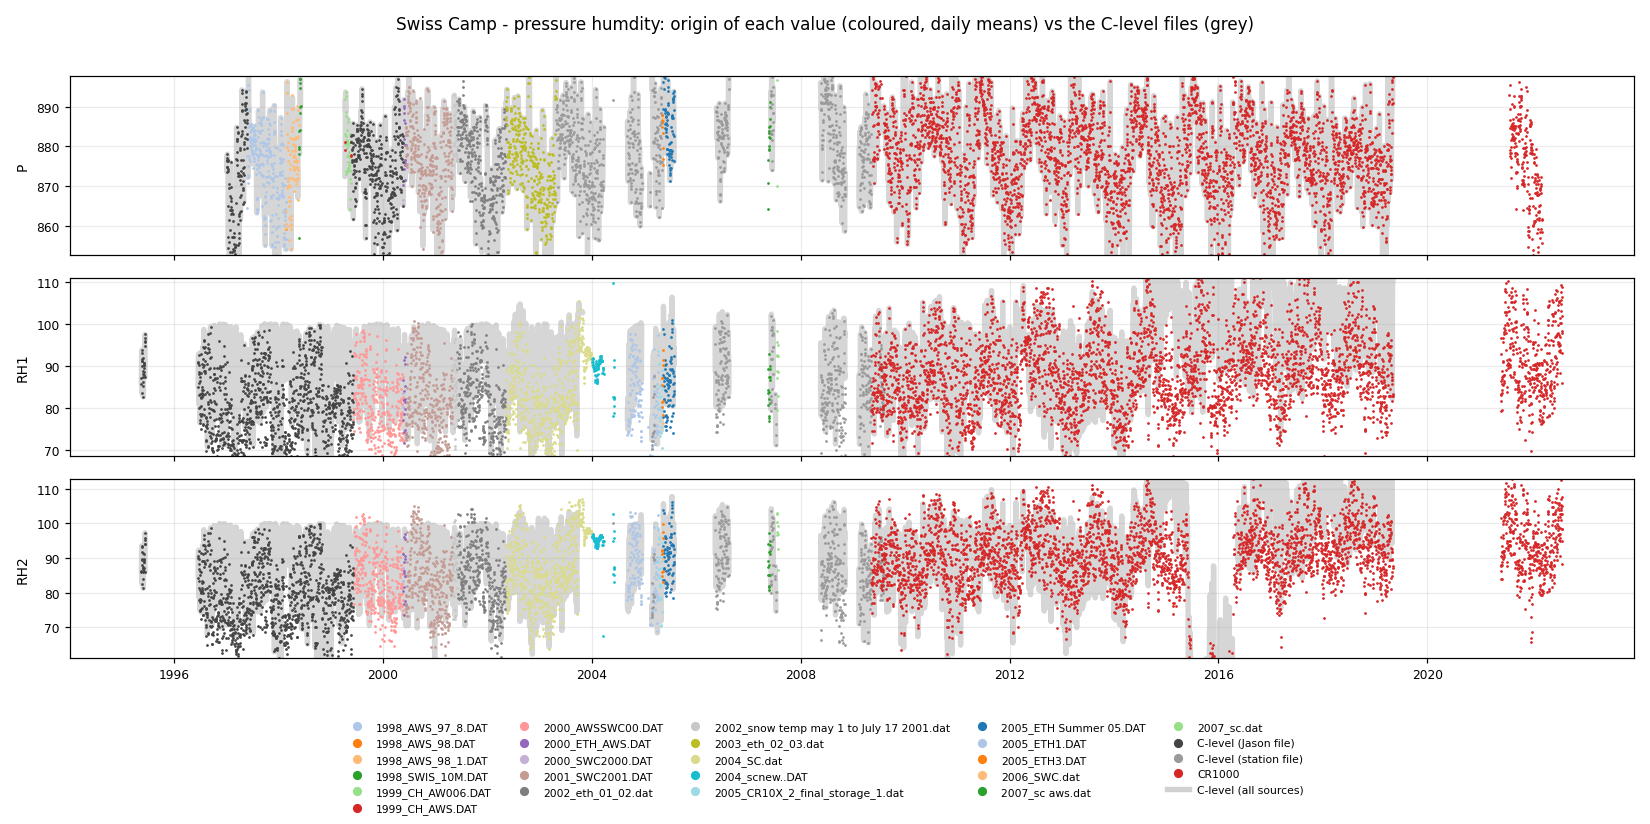 Swiss Camp - pressure humdity: origin of each value (coloured, daily means) vs the C-level files (grey)
P
890
880
870
860
RH1
110
100
90
80
70
RH2
110
100
90
80
70
1996
2000
2004
2008
2012
2016
2020
1998_AWS_97_8.DAT
1998_AWS_98.DAT
1998_AWS_98_1.DAT
1998_SWIS_10M.DAT
1999_CH_AW006.DAT
1999_CH_AWS.DAT
2000_AWSSWC00.DAT
2000_ETH_AWS.DAT
2000_SWC2000.DAT
2001_SWC2001.DAT
2002_eth_01_02.dat
2002_snow temp may 1 to July 17 2001.dat
2003_eth_02_03.dat
2004_SC.dat
2004_scnew..DAT
2005_CR10X_2_final_storage_1.dat
2005_ETH Summer 05.DAT
2005_ETH1.DAT
2005_ETH3.DAT
2006_SWC.dat
2007_sc aws.dat
2007_sc.dat
C-level (Jason file)
C-level (station file)
CR1000
C-level (all sources)